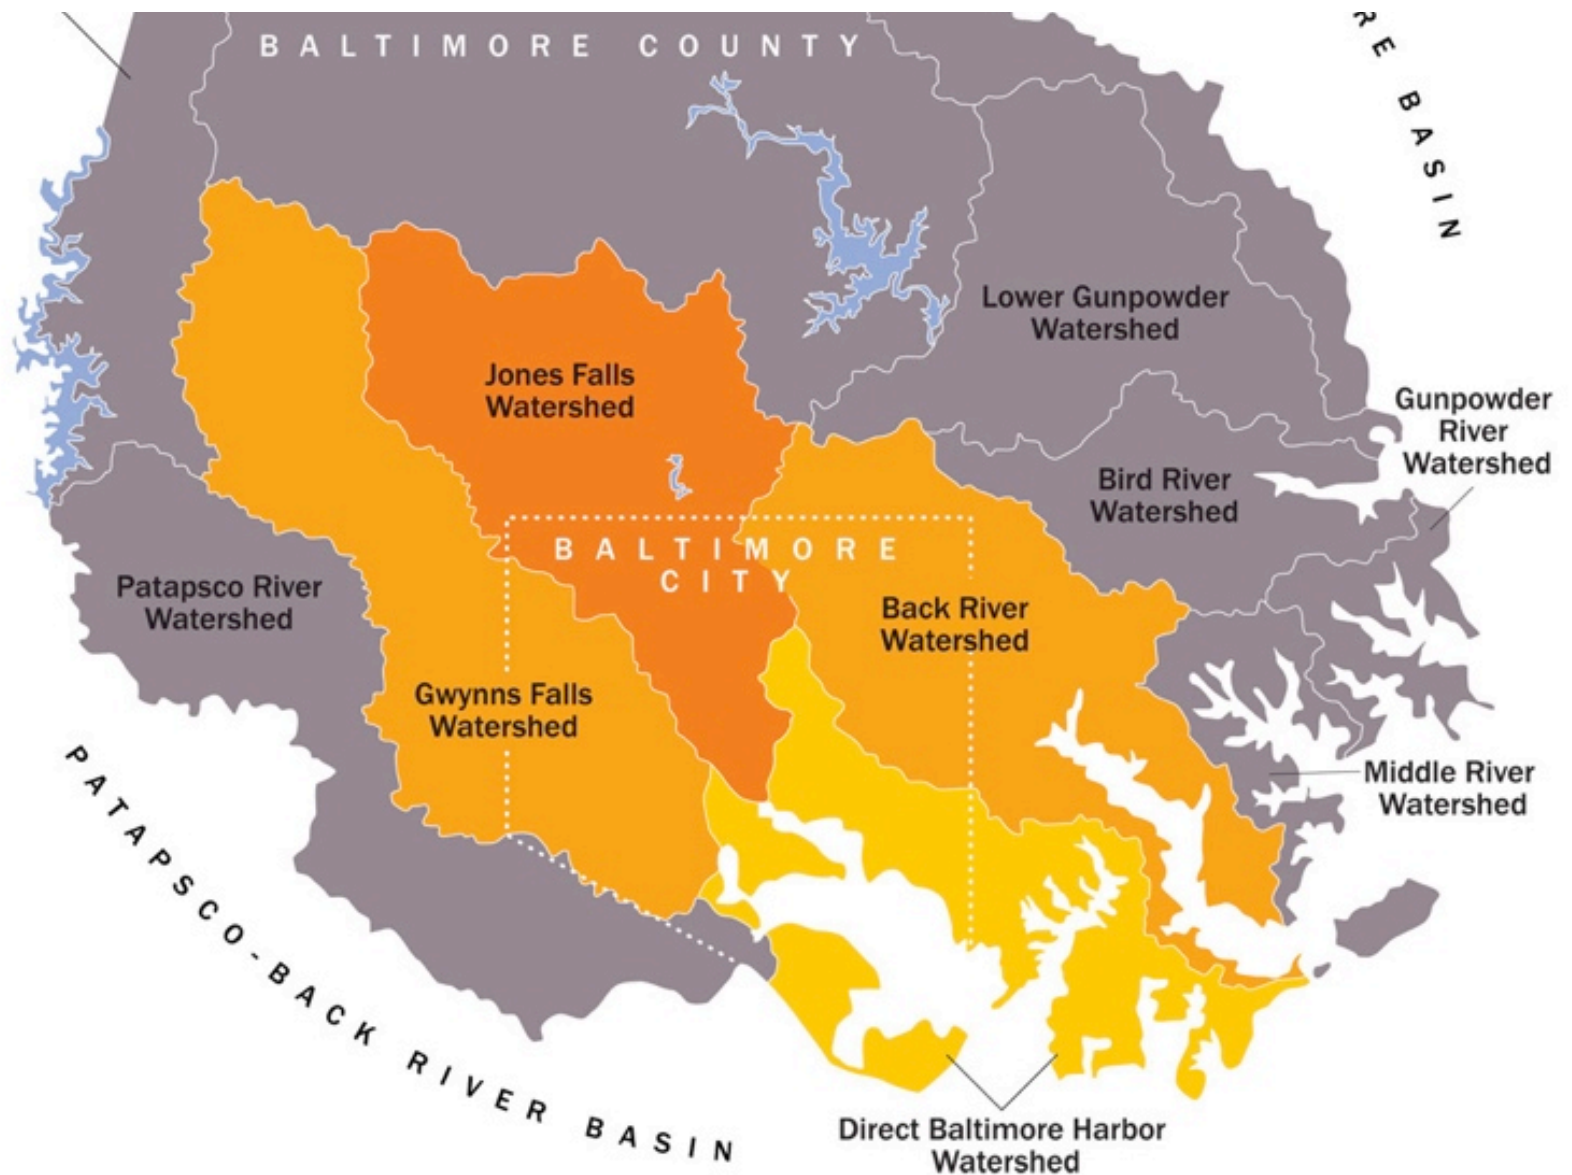 BALTIMORE COUNTY
RE BASIN
Lower Gunpowder
Watershed
Jones Falls
Watershed
Gunpowder
River
Watershed
Bird River
Watershed
BALTIMORE
CITY
Patapsco River
Watershed
Back River
Watershed
Gwynns Falls
Watershed
Middle River
Watershed
PATAPSCO-BACK RIVER BASIN
Direct Baltimore Harbor
Watershed